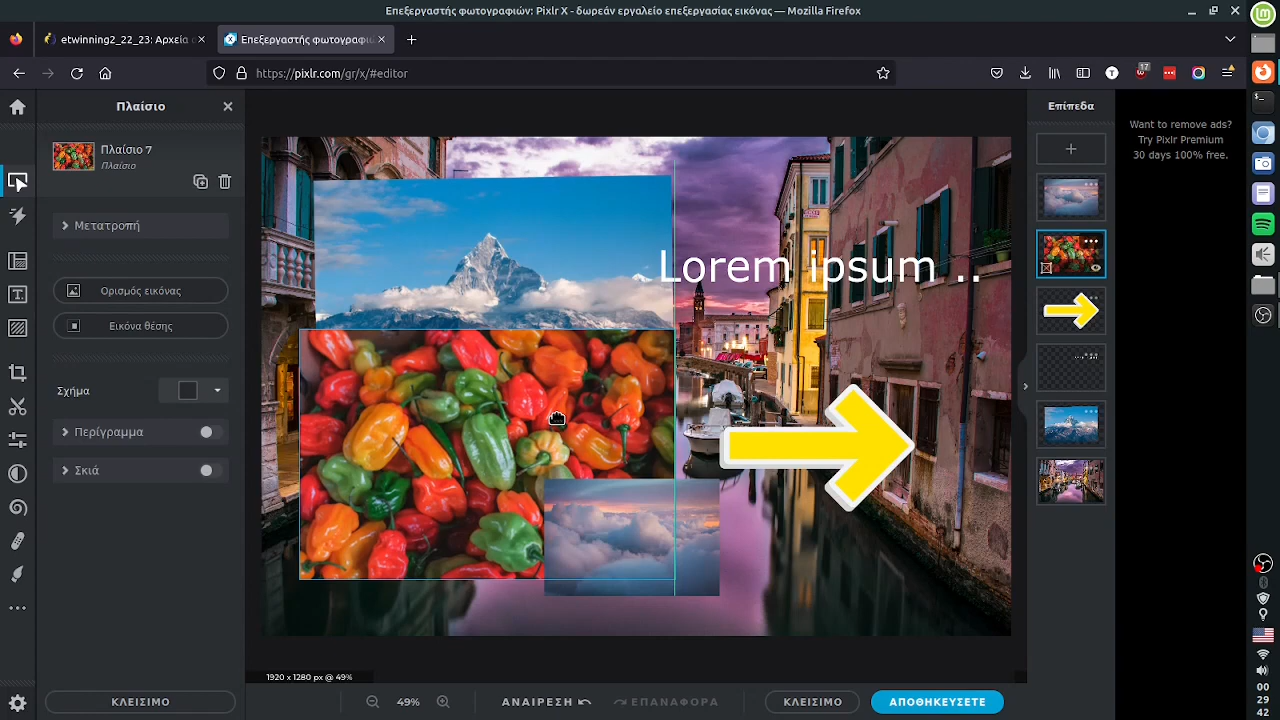 Επεξεργαστής φωτογραφιών: Pixlr X - δωρεάν εργαλείο επεξεργασίας εικόνας — Mozilla Firefox
etwinning2_22_23: Αρχεία
Επεξεργαστής φωτογραφι
https://pixlr.com/gr/x/#editor
17
Πλαίσιο
Πλαίσιο 7
Πλαίσιο
Μετατροπή
Ορισμός εικόνας
Εικόνα θέσης
Σχήμα
Περίγραμμα
Σκιά
ΚΛΕΙΣΙΜΟ
Lorem ipsum ..
1920 x 1280 px @ 49%
49%
ΑΝΑΙΡΕΣΗ
ΕΠΑΝΑΦΟΡΑ
ΚΛΕΙΣΙΜΟ
ΑΠΟΘΗΚΕΥΣΕΤΕ
Επίπεδα
Want to remove ads?
Try Pixlr Premium
30 days 100% free.
00
29
42